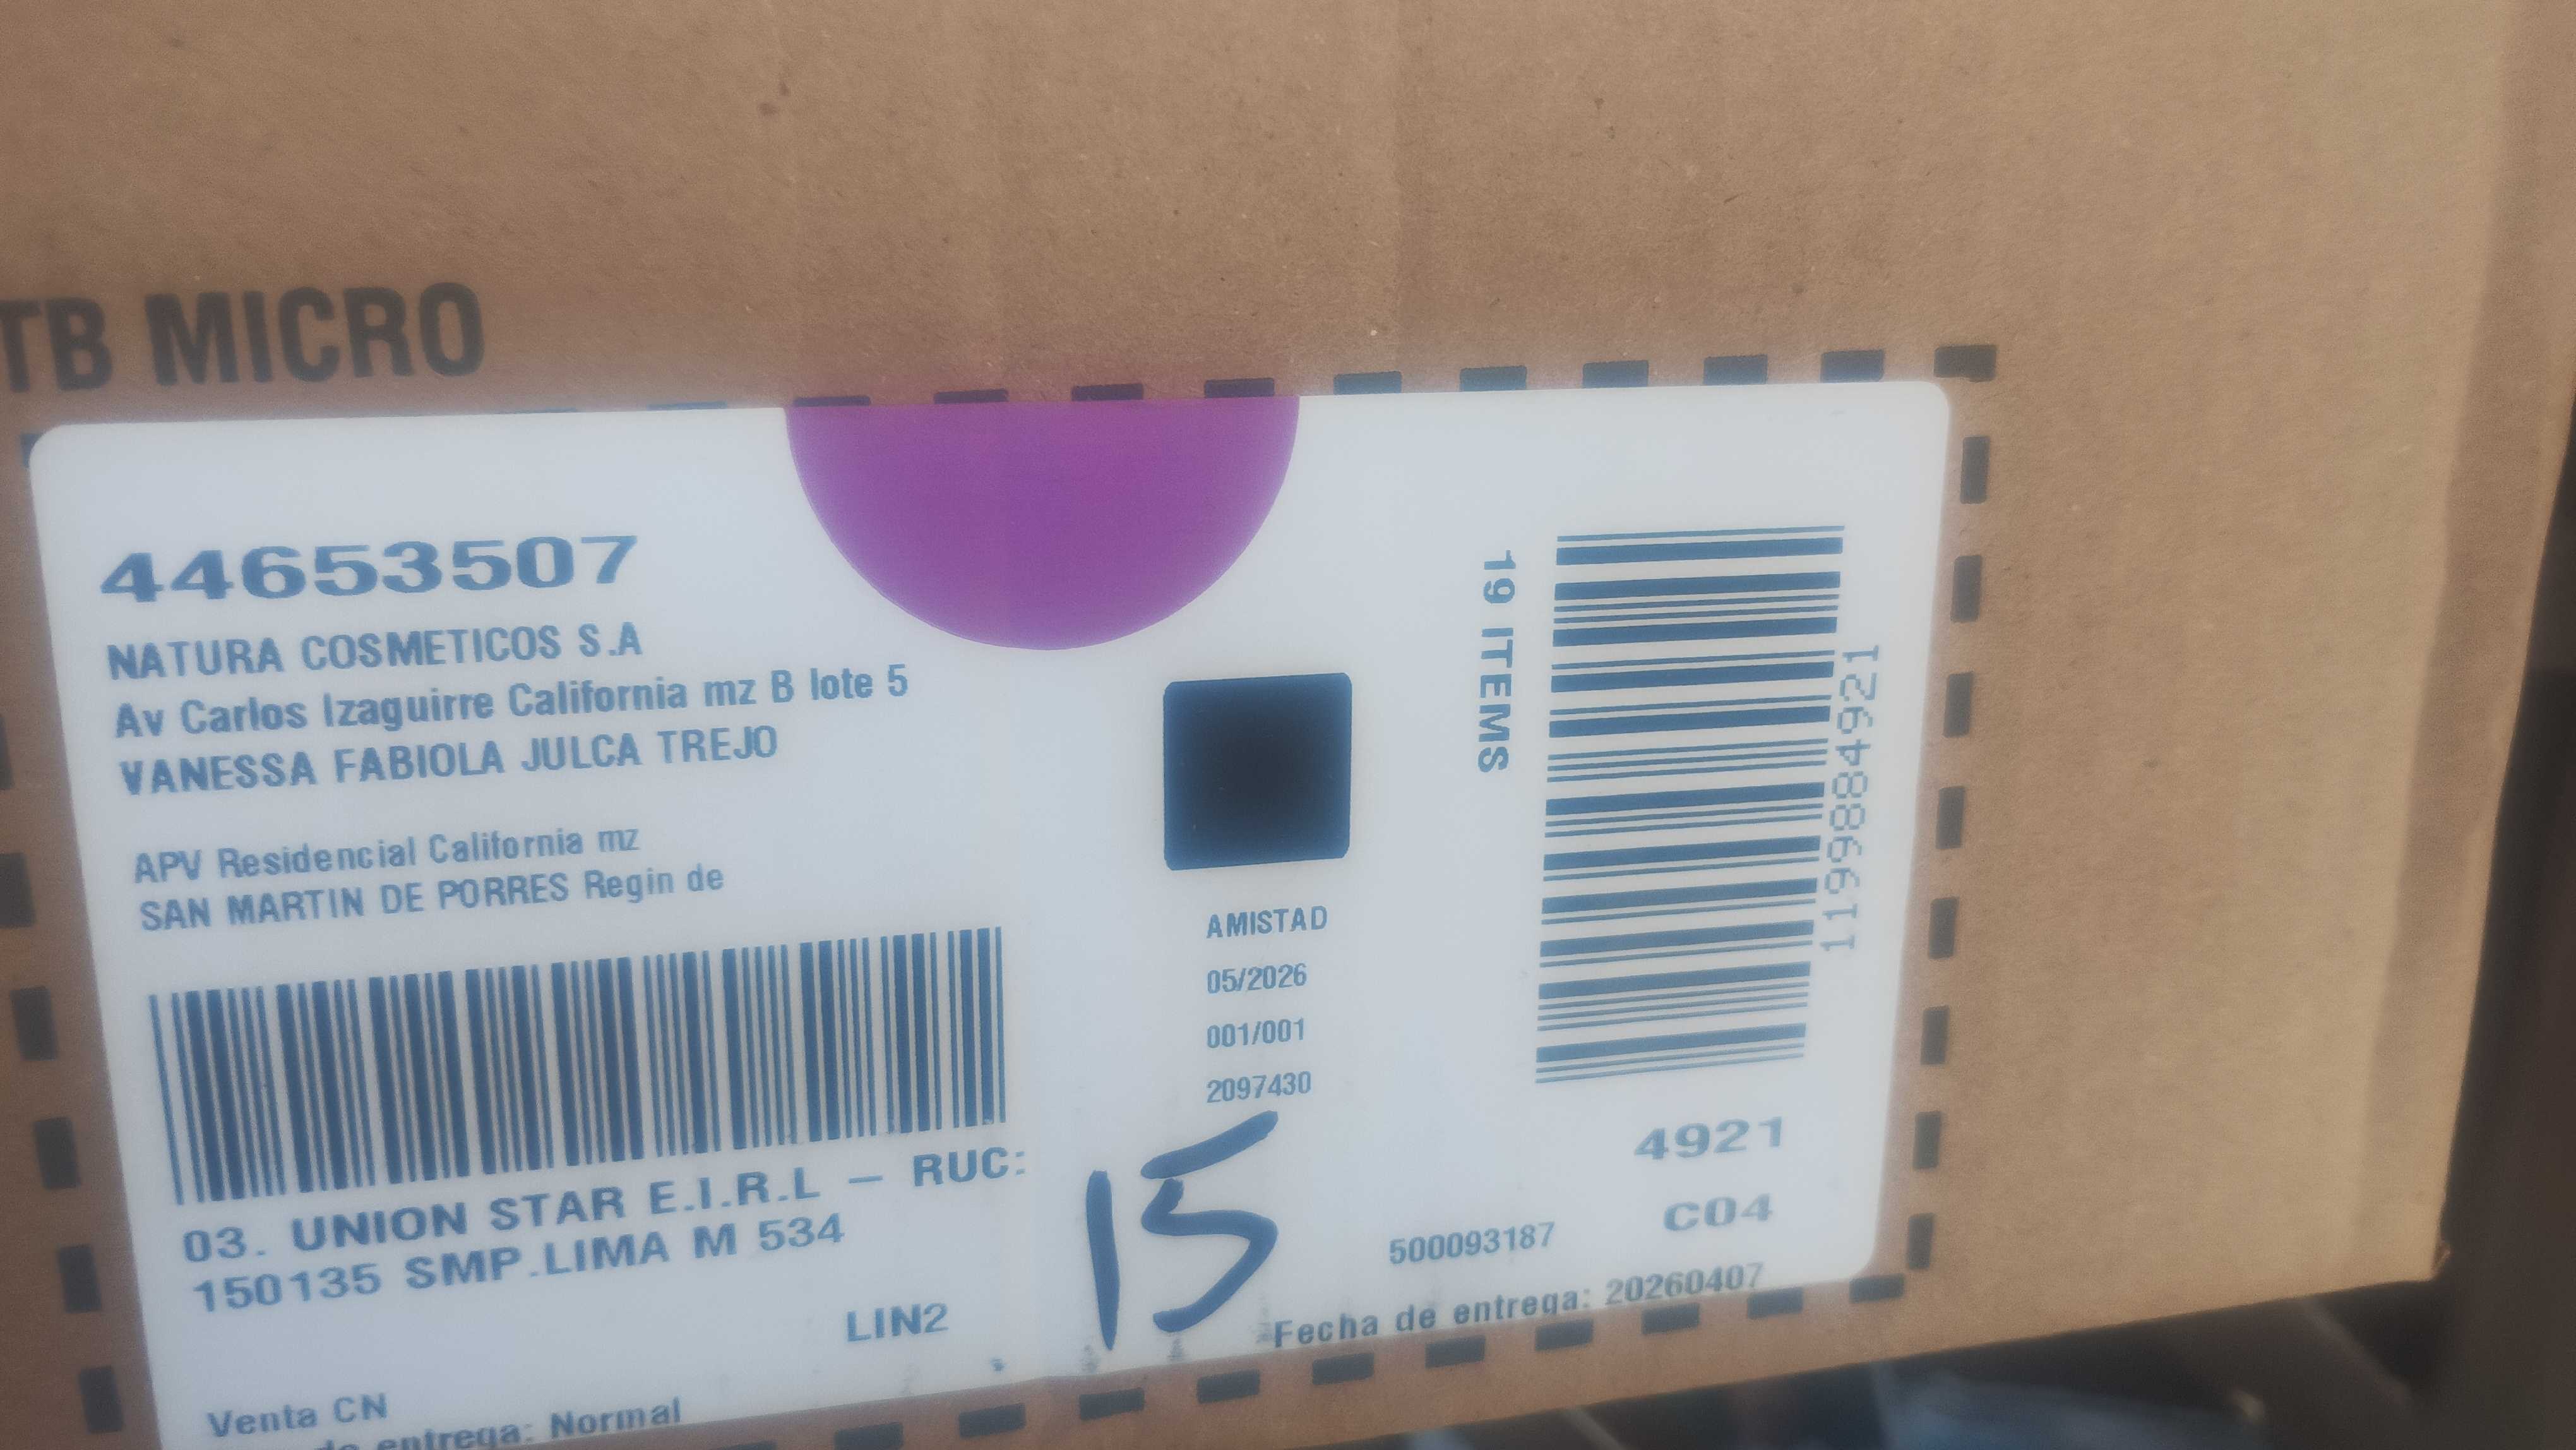 TB MICRO
44653507
NATURA COSMETICOS S.A
Av Carlos Izaguirre California mz B lote 5
VANESSA FABIOLA JULCA TREJO
APV Residencial California mz
SAN MARTIN DE PORRES Regin de
03. UNION STAR E.I.R.L - RUC:
150135 SMP.LIMA M 534
LIN2
Venta CN
entrega: Normal
AMISTAD
05/2026
001/001
2097430
15
19 ITEMS
119998849​21
4921
C04
500093187
Fecha de entrega: 20260407